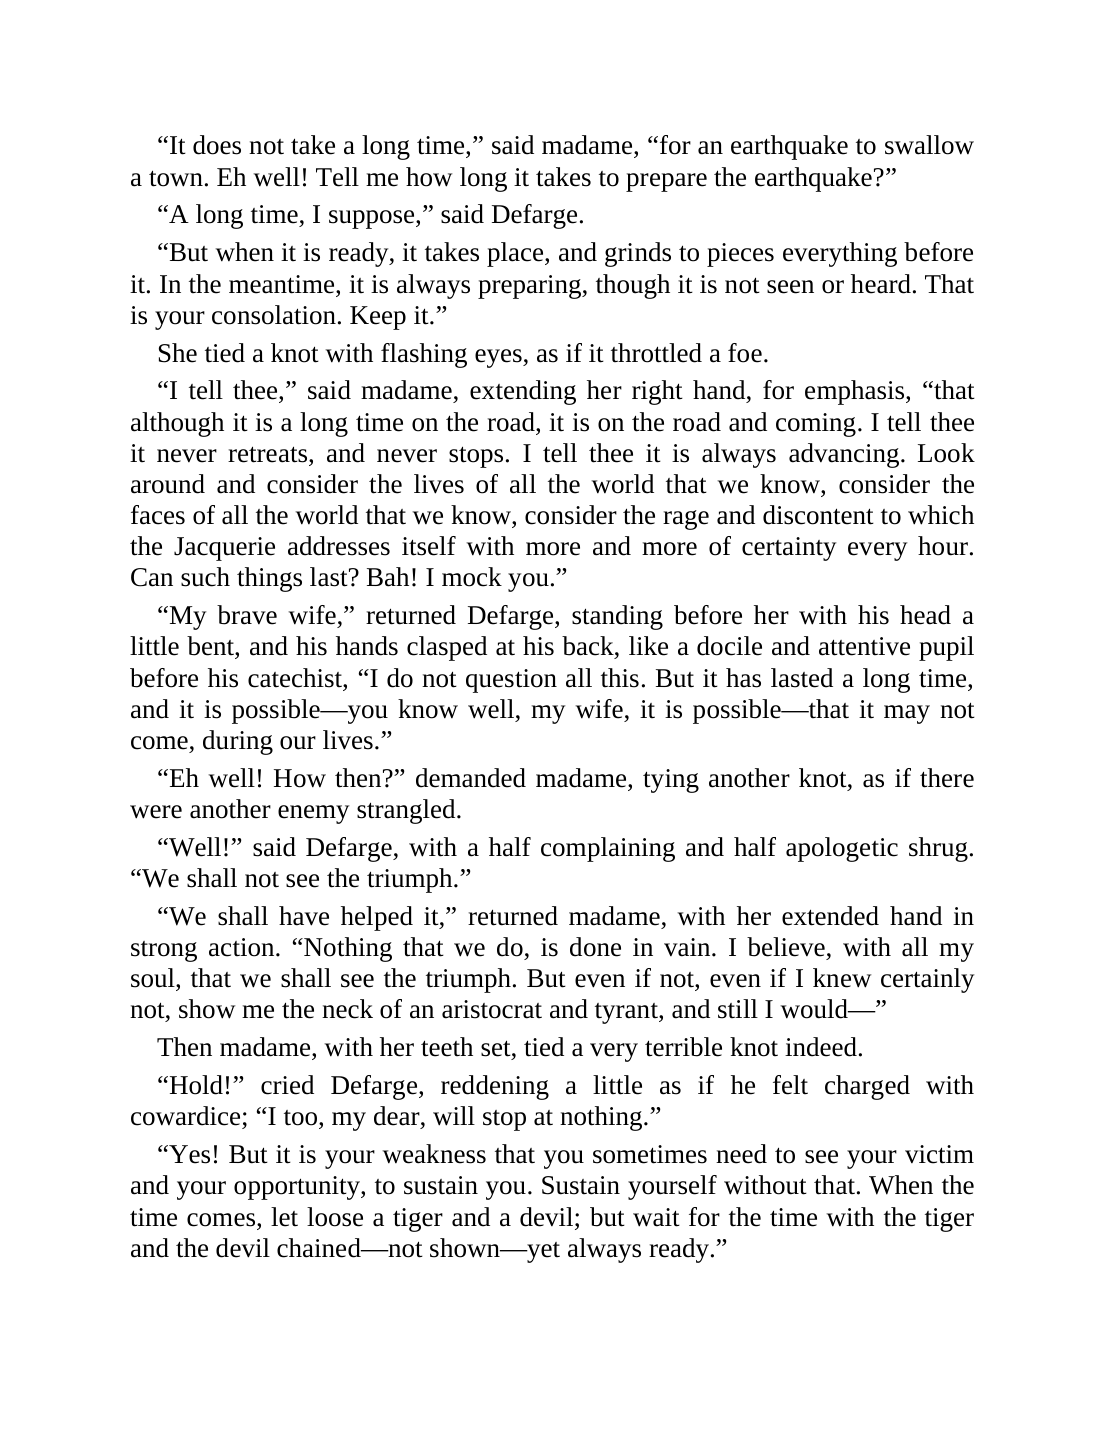 “It does not take a long time,” said madame, “for an earthquake to swallow
a town. Eh well! Tell me how long it takes to prepare the earthquake?”
“A long time, I suppose,” said Defarge.
“But when it is ready, it takes place, and grinds to pieces everything before
it. In the meantime, it is always preparing, though it is not seen or heard. That
is your consolation. Keep it.”
She tied a knot with flashing eyes, as if it throttled a foe.
“I tell thee,” said madame, extending her right hand, for emphasis, “that
although it is a long time on the road, it is on the road and coming. I tell thee
it never retreats, and never stops. I tell thee it is always advancing. Look
around and consider the lives of all the world that we know, consider the
faces of all the world that we know, consider the rage and discontent to which
the Jacquerie addresses itself with more and more of certainty every hour.
Can such things last? Bah! I mock you.”
“My brave wife,” returned Defarge, standing before her with his head a
little bent, and his hands clasped at his back, like a docile and attentive pupil
before his catechist, “I do not question all this. But it has lasted a long time,
and it is possible—you know well, my wife, it is possible—that it may not
come, during our lives.”
“Eh well! How then?” demanded madame, tying another knot, as if there
were another enemy strangled.
“Well!” said Defarge, with a half complaining and half apologetic shrug.
“We shall not see the triumph.”
“We shall have helped it,” returned madame, with her extended hand in
strong action. “Nothing that we do, is done in vain. I believe, with all my
soul, that we shall see the triumph. But even if not, even if I knew certainly
not, show me the neck of an aristocrat and tyrant, and still I would—”
Then madame, with her teeth set, tied a very terrible knot indeed.
“Hold!” cried Defarge, reddening a little as if he felt charged with
cowardice; “I too, my dear, will stop at nothing.”
“Yes! But it is your weakness that you sometimes need to see your victim
and your opportunity, to sustain you. Sustain yourself without that. When the
time comes, let loose a tiger and a devil; but wait for the time with the tiger
and the devil chained—not shown—yet always ready.”